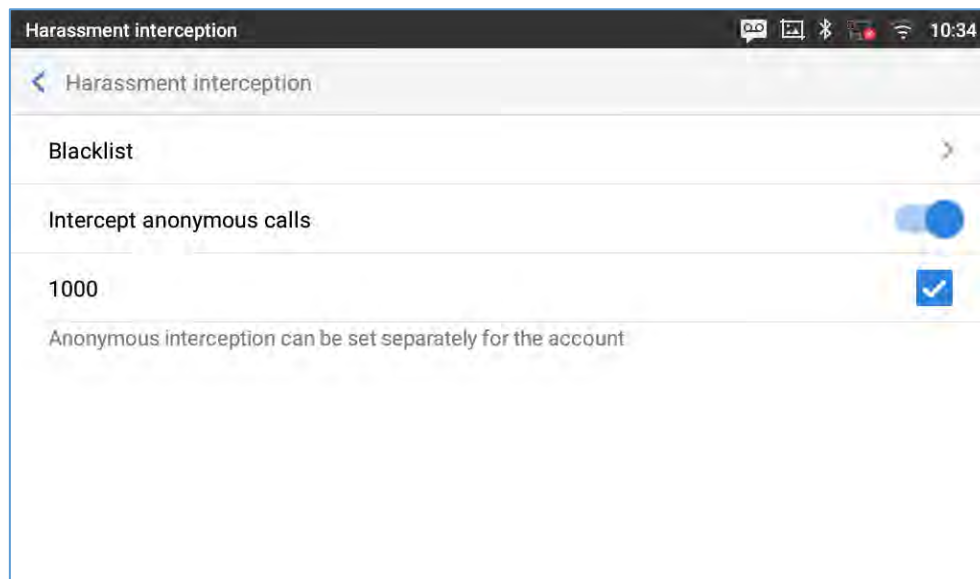 Harassment interception 10:34
Harassment interception
Blacklist
Intercept anonymous calls
1000
Anonymous interception can be set separately for the account